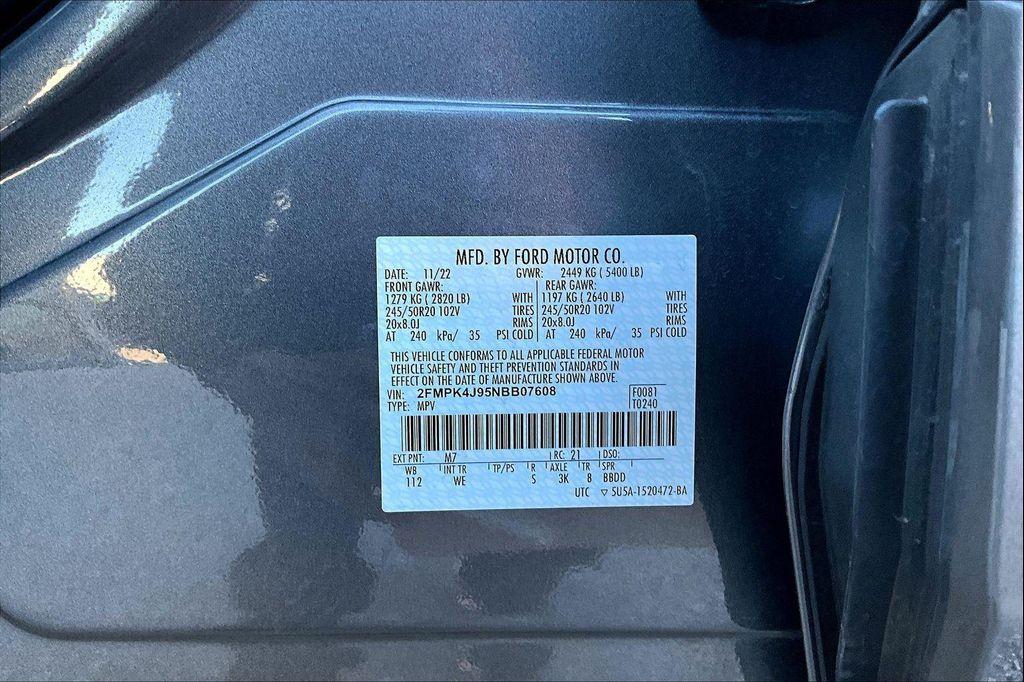 MFD. BY FORD MOTOR CO.
DATE: 11/22 GVWR: 2449 KG ( 5400 LB)
FRONT GAWR: REAR GAWR:
1279 KG ( 2820 LB) WITH 1197 KG ( 2640 LB) WITH
245/50R20 102V TIRES 245/50R20 102V TIRES
20x8.0J RIMS 20x8.0J RIMS
AT 240 kPa/ 35 PSI COLD AT 240 kPa/ 35 PSI COLD
THIS VEHICLE CONFORMS TO ALL APPLICABLE FEDERAL MOTOR
VEHICLE SAFETY AND THEFT PREVENTION STANDARDS IN
EFFECT ON THE DATE OF MANUFACTURE SHOWN ABOVE.
VIN: 2FMPK4J95NBB07608 F0081
TYPE: MPV T0240
EXT PNT: M7 RC: 21 DSO:
WB INT TR TP/PS R AXLE TR SPR
112 WE S 3K 8 BBDD
UTC ▽ SU5A-1520472-BA